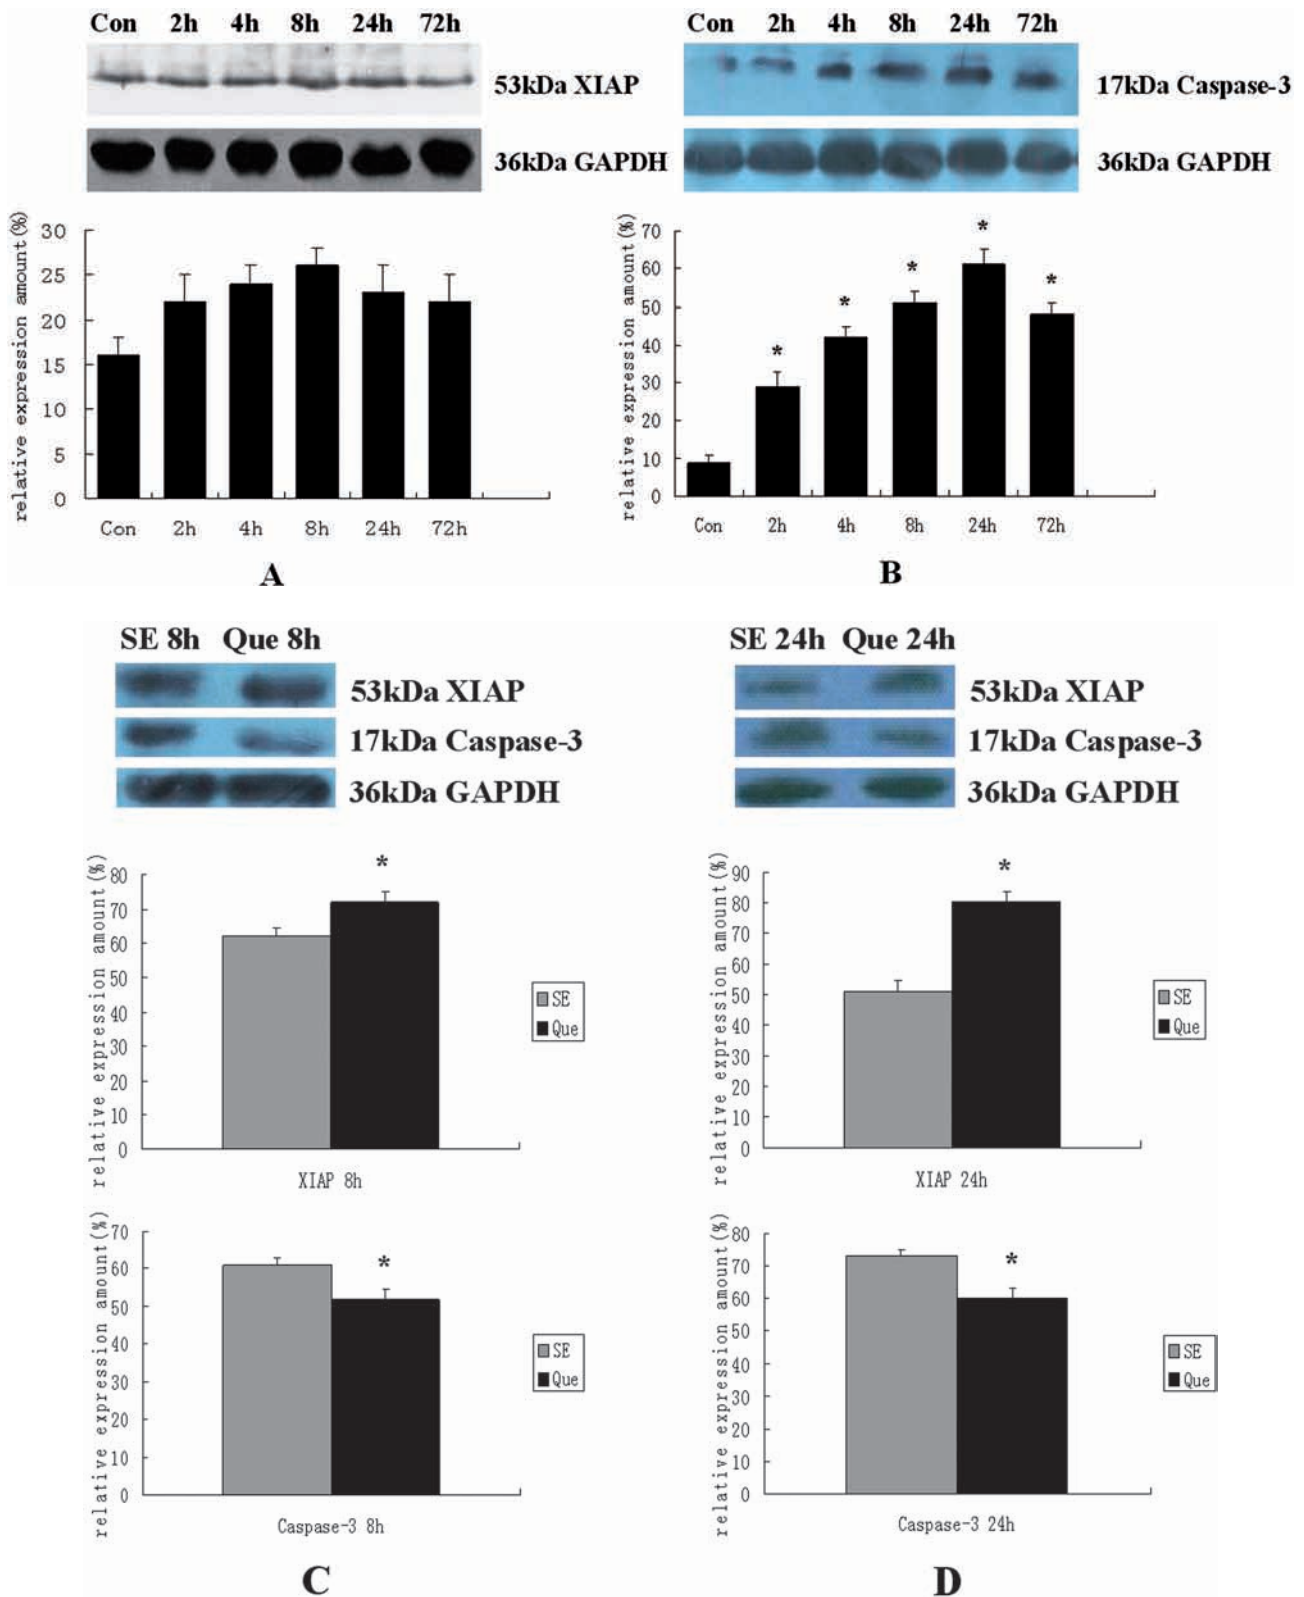 Con 2h 4h 8h 24h 72h
53kDa XIAP
36kDa GAPDH
relative expression amount(%)
30
25
20
15
10
5
0
Con 2h 4h 8h 24h 72h
A
Con 2h 4h 8h 24h 72h
17kDa Caspase-3
36kDa GAPDH
relative expression amount(%)
70
60
50
40
30
20
10
0
* * * * *
Con 2h 4h 8h 24h 72h
B
SE 8h Que 8h
53kDa XIAP
17kDa Caspase-3
36kDa GAPDH
relative expression amount(%)
80
70
60
50
40
30
20
10
0
*
SE
Que
XIAP 8h
relative expression amount(%)
70
60
50
40
30
20
10
0
*
SE
Que
Caspase-3 8h
C
SE 24h Que 24h
53kDa XIAP
17kDa Caspase-3
36kDa GAPDH
relative expression amount(%)
90
80
70
60
50
40
30
20
10
0
*
SE
Que
XIAP 24h
relative expression amount(%)
80
70
60
50
40
30
20
10
0
*
SE
Que
Caspase-3 24h
D